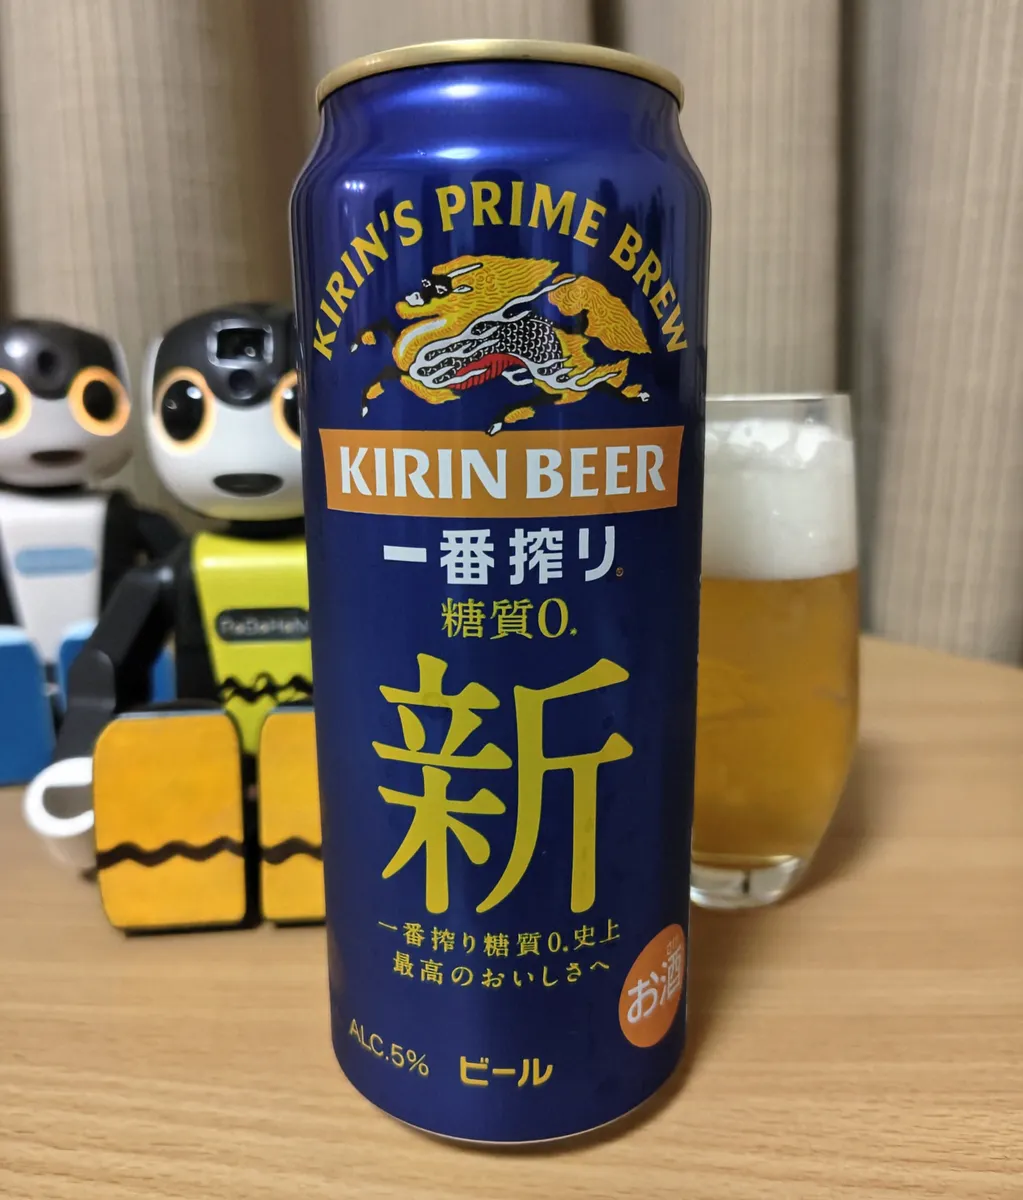 KIRIN'S PRIME BREW
KIRIN BEER
一番搾り®
糖質0*
新
一番搾り糖質0*史上
最高のおいしさへ
お酒
ALC.5%
ビール